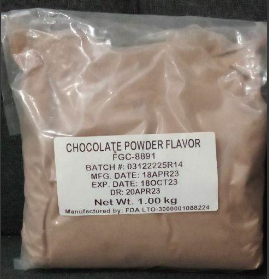 CHOCOLATE POWDER FLAVOR
FGC-8891
BATCH #: 03122225R14
MFG. DATE: 18APR23
EXP. DATE: 18OCT23
DR: 20APR23
Net Wt. 1.00 kg
Manufactured by: FDA LTO-3000001088224